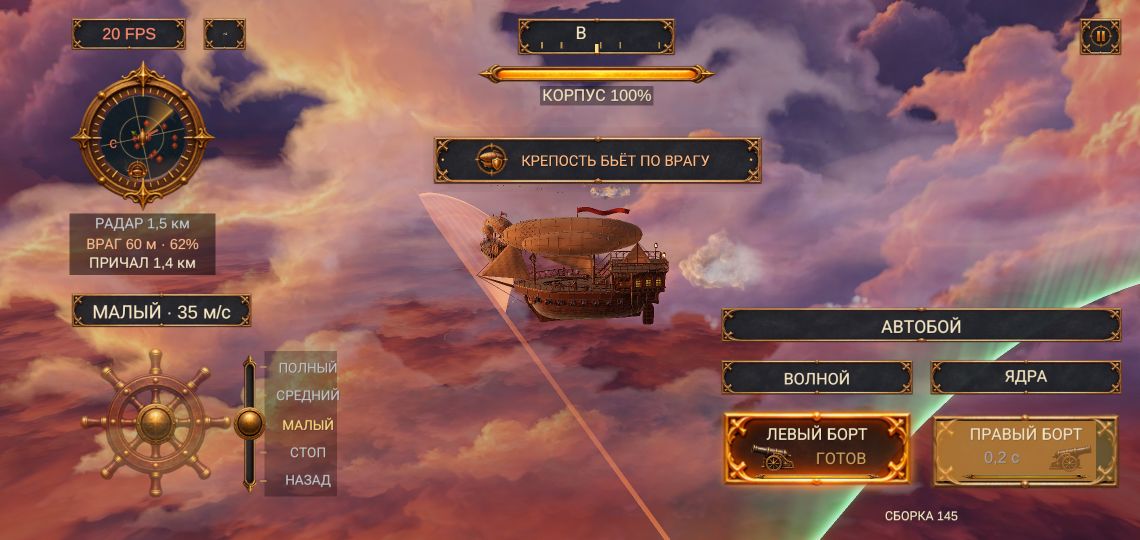 20 FPS
В
КОРПУС 100%
КРЕПОСТЬ БЬЁТ ПО ВРАГУ
С
РАДАР 1,5 км
ВРАГ 60 м · 62%
ПРИЧАЛ 1,4 км
МАЛЫЙ · 35 м/с
ПОЛНЫЙ
СРЕДНИЙ
МАЛЫЙ
СТОП
НАЗАД
АВТОБОЙ
ВОЛНОЙ
ЯДРА
ЛЕВЫЙ БОРТ
ГОТОВ
ПРАВЫЙ БОРТ
0,2 с
СБОРКА 145